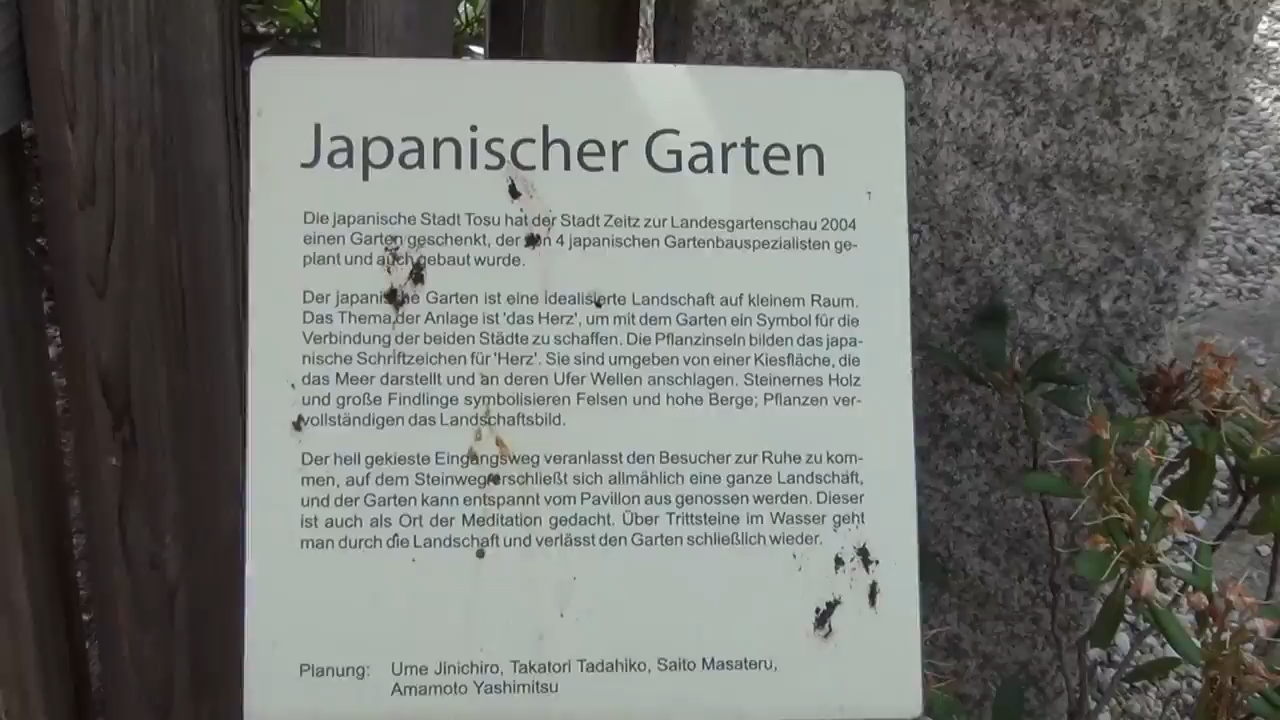 Japanischer Garten
Die japanische Stadt Tosu hat der Stadt Zeitz zur Landesgartenschau 2004
einen Garten geschenkt, der von 4 japanischen Gartenbauspezialisten ge-
plant und auch gebaut wurde.
Der japanische Garten ist eine idealisierte Landschaft auf kleinem Raum.
Das Thema der Anlage ist 'das Herz', um mit dem Garten ein Symbol für die
Verbindung der beiden Städte zu schaffen. Die Pflanzinseln bilden das japa-
nische Schriftzeichen für 'Herz'. Sie sind umgeben von einer Kiesfläche, die
das Meer darstellt und an deren Ufer Wellen anschlagen. Steinernes Holz
und große Findlinge symbolisieren Felsen und hohe Berge; Pflanzen ver-
vollständigen das Landschaftsbild.
Der hell gekieste Eingangsweg veranlasst den Besucher zur Ruhe zu kom-
men, auf dem Steinweg erschließt sich allmählich eine ganze Landschaft,
und der Garten kann entspannt vom Pavillon aus genossen werden. Dieser
ist auch als Ort der Meditation gedacht. Über Trittsteine im Wasser geht
man durch die Landschaft und verlässt den Garten schließlich wieder.
Planung: Ume Jinichiro, Takatori Tadahiko, Saito Masateru,
Amamoto Yashimitsu